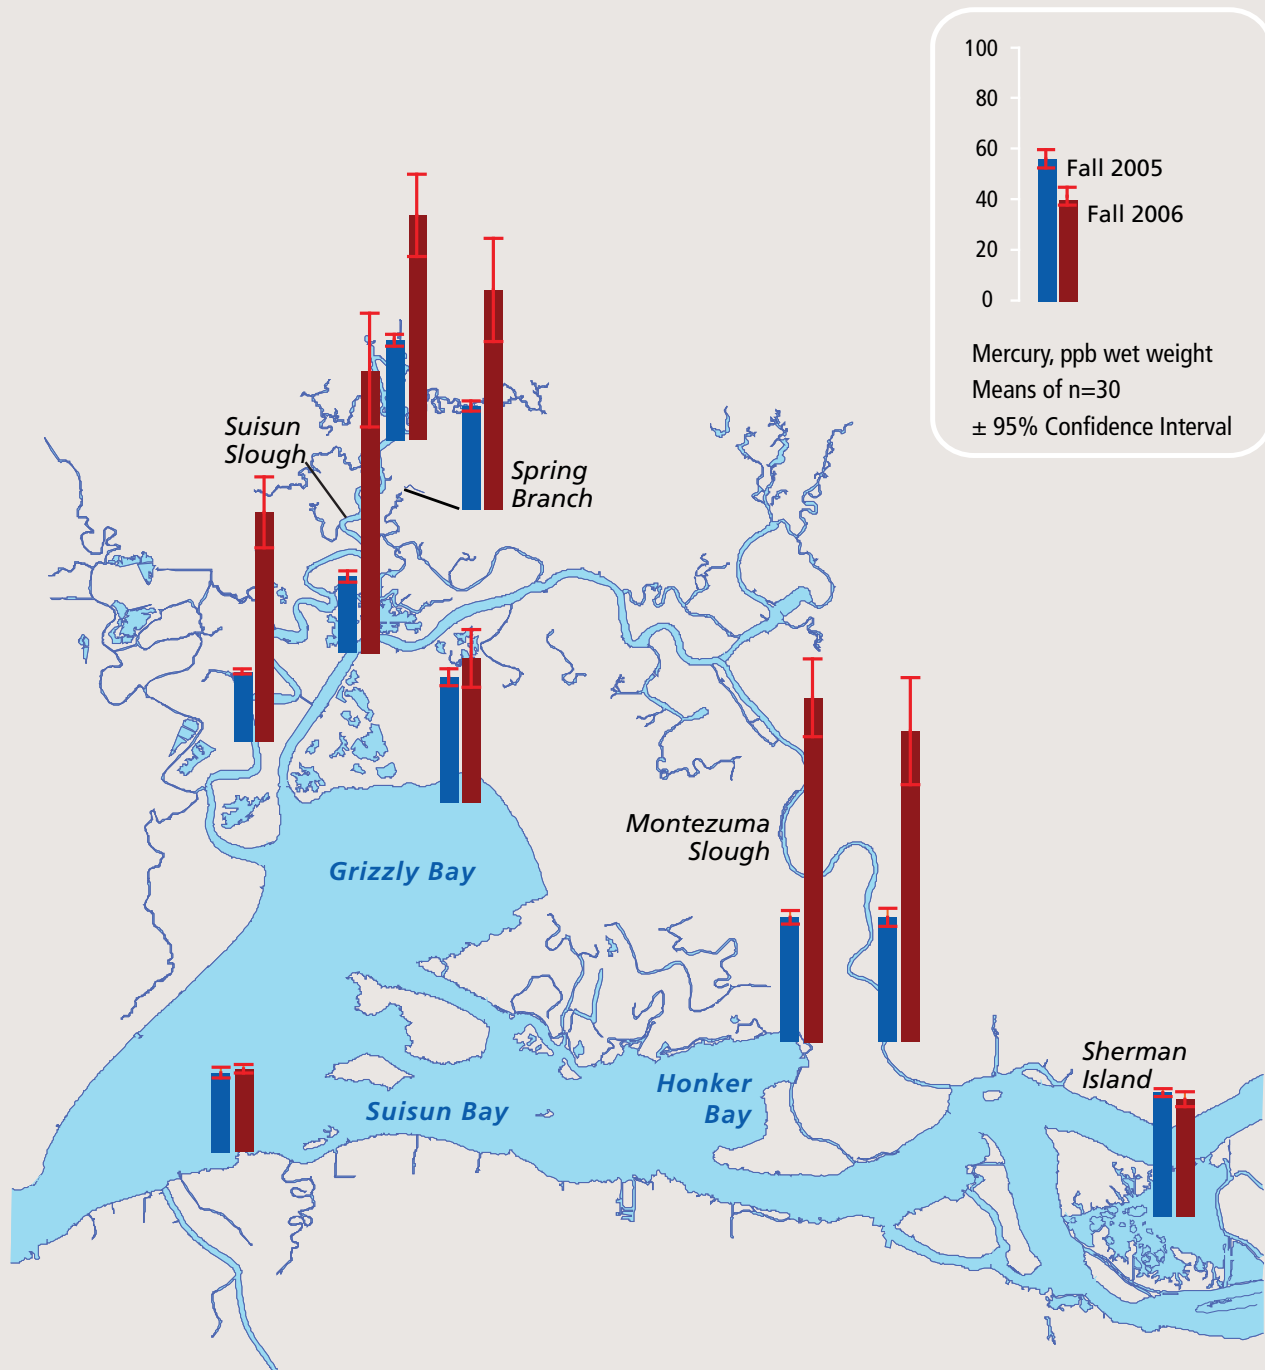 100
80
60
40
20
0
Fall 2005
Fall 2006
Mercury, ppb wet weight
Means of n=30
± 95% Confidence Interval
Suisun
Slough
Spring
Branch
Montezuma
Slough
Grizzly Bay
Sherman
Island
Honker
Bay
Suisun Bay